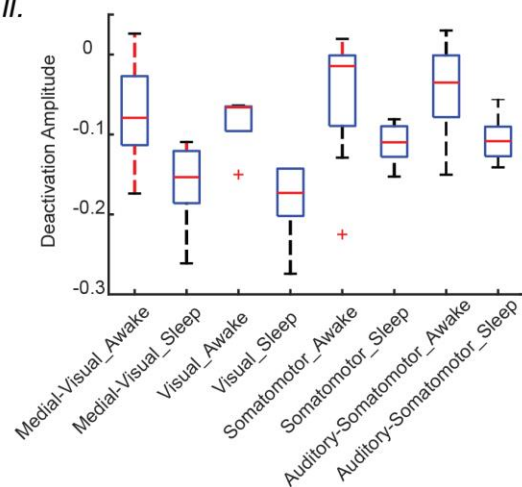 II.
Deactivation Amplitude
0
-0.1
-0.2
-0.3
Medial-Visual_Awake
Medial-Visual_Sleep
Visual_Awake
Visual_Sleep
Somatomotor_Awake
Somatomotor_Sleep
Auditory-Somatomotor_Awake
Auditory-Somatomotor_Sleep